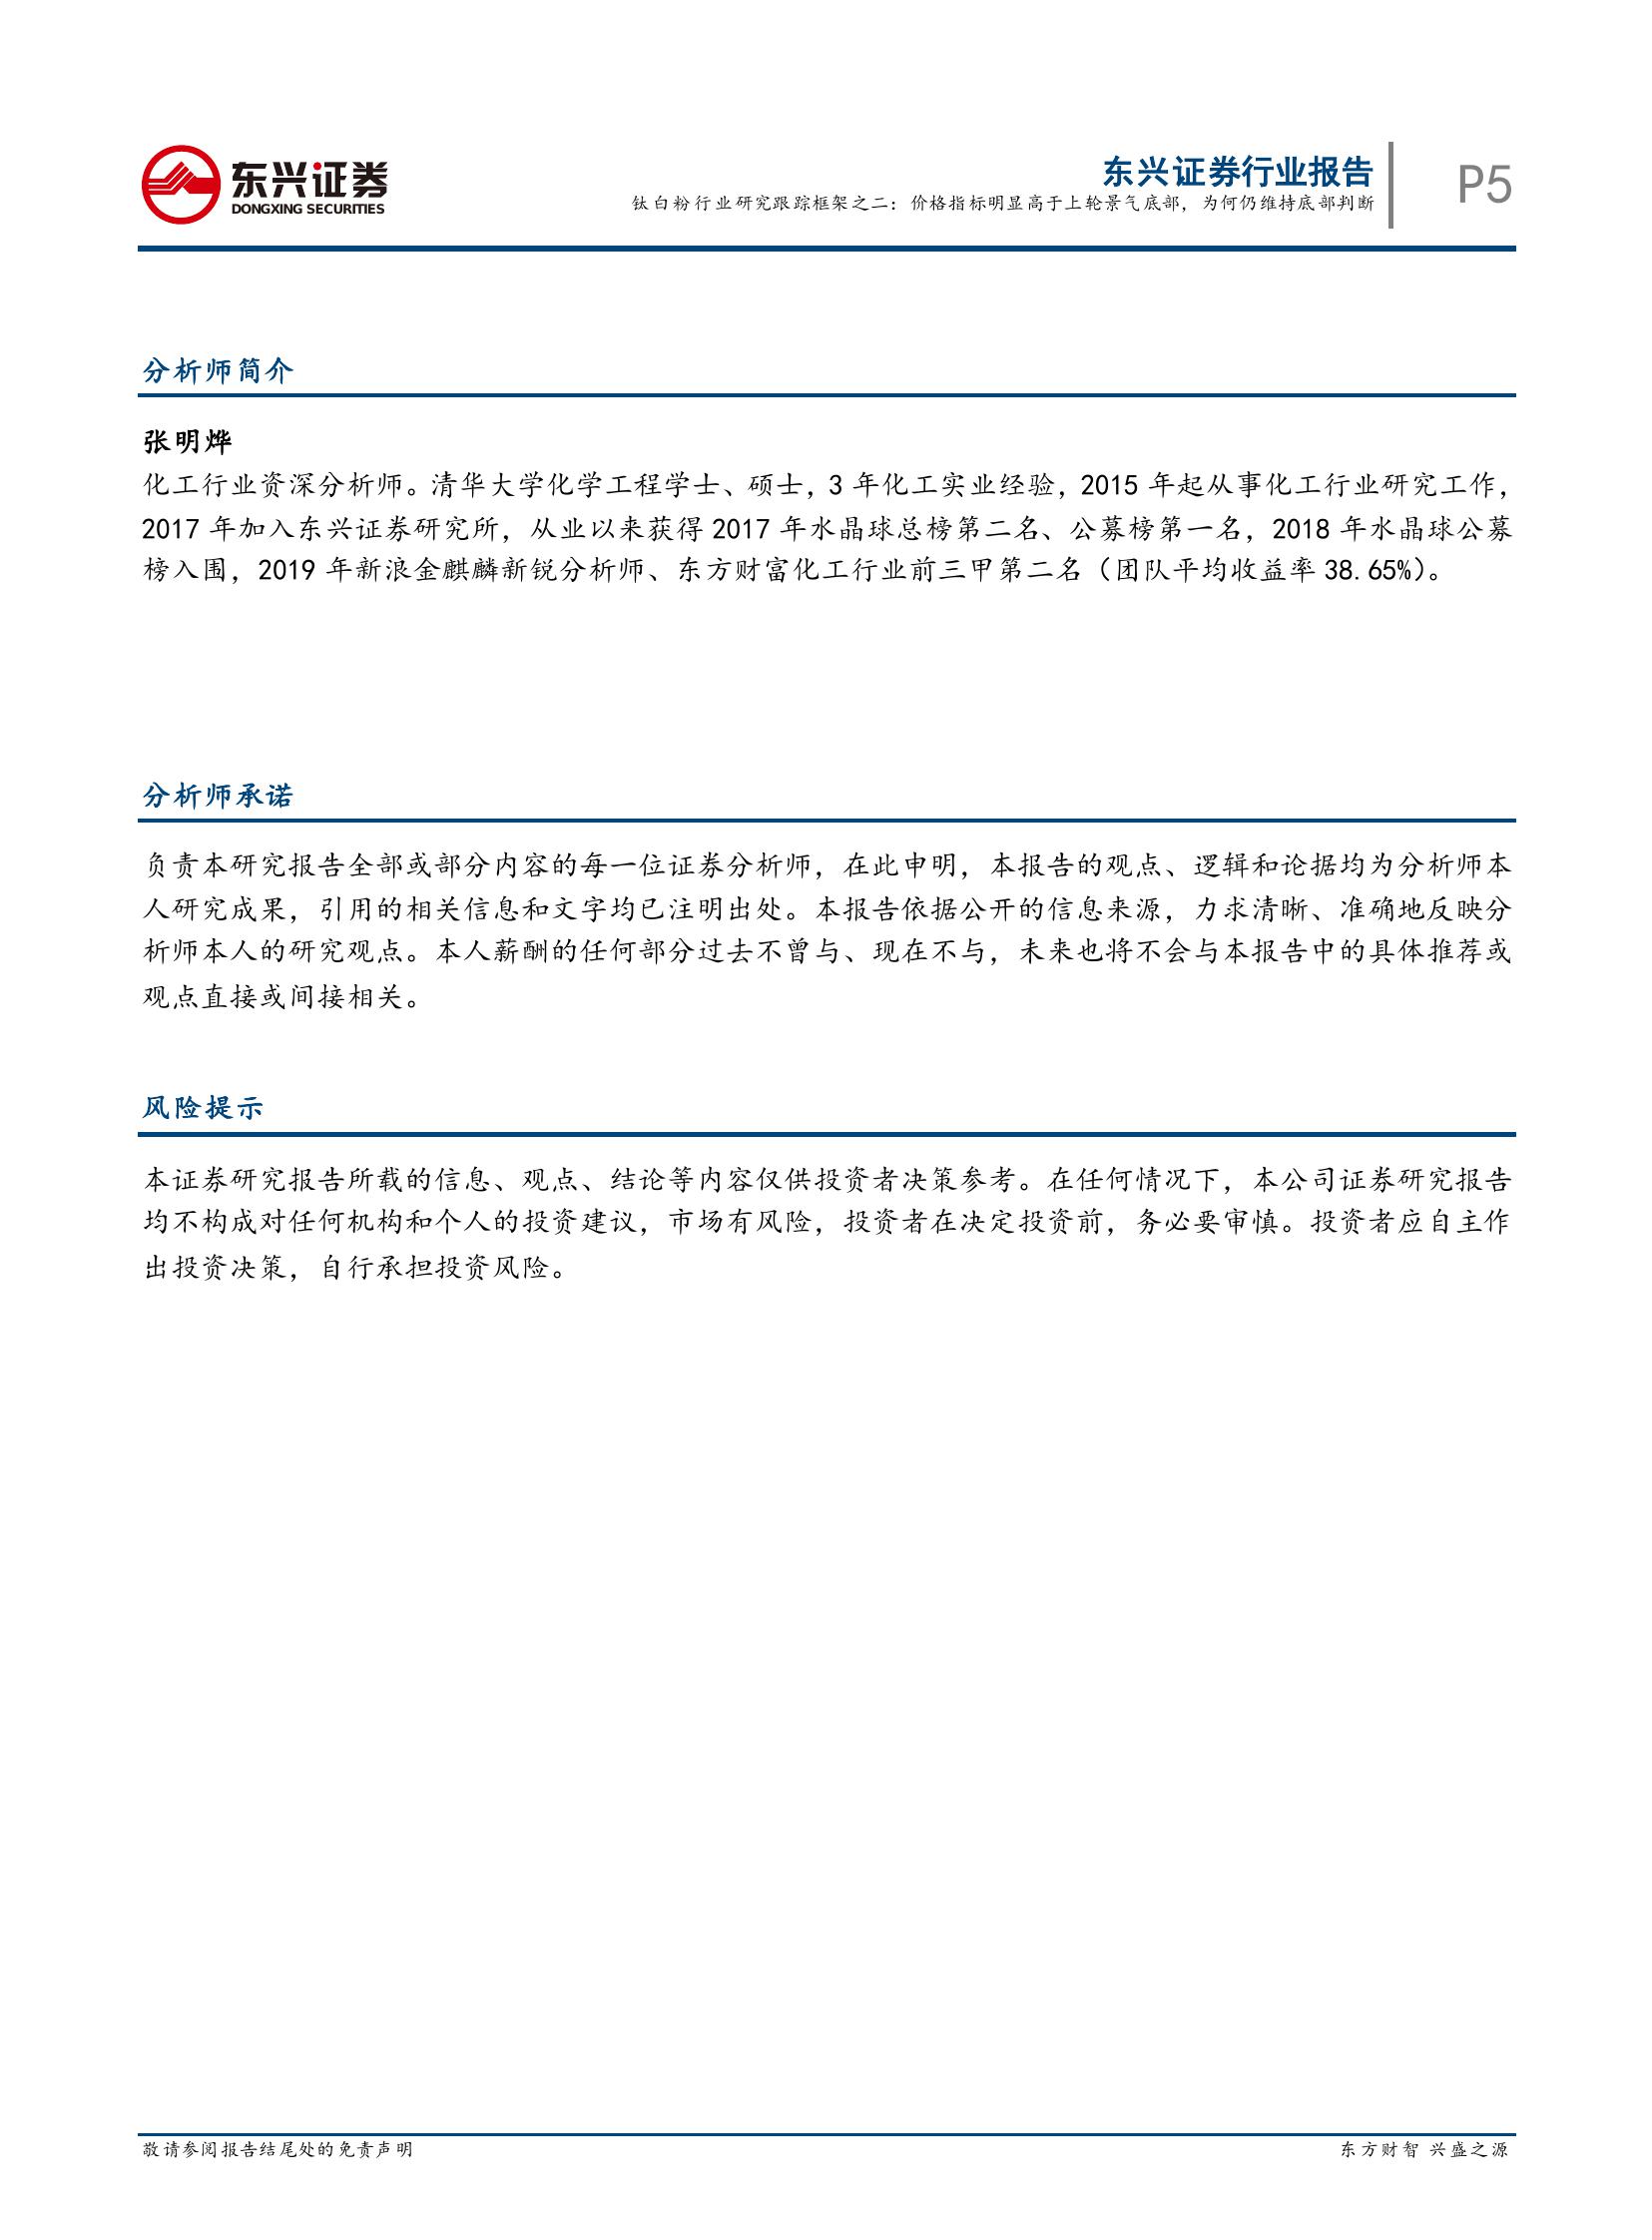 东兴证券
DONGXING SECURITIES
东兴证券行业报告
钛白粉行业研究跟踪框架之二：价格指标明显高于上轮景气底部，为何仍维持底部判断
P5
分析师简介
张明烨
化工行业资深分析师。清华大学化学工程学士、硕士，3 年化工实业经验，2015 年起从事化工行业研究工作，
2017 年加入东兴证券研究所，从业以来获得 2017 年水晶球总榜第二名、公募榜第一名，2018 年水晶球公募
榜入围，2019 年新浪金麒麟新锐分析师、东方财富化工行业前三甲第二名（团队平均收益率 38.65%）。
分析师承诺
负责本研究报告全部或部分内容的每一位证券分析师，在此申明，本报告的观点、逻辑和论据均为分析师本
人研究成果，引用的相关信息和文字均已注明出处。本报告依据公开的信息来源，力求清晰、准确地反映分
析师本人的研究观点。本人薪酬的任何部分过去不曾与、现在不与，未来也将不会与本报告中的具体推荐或
观点直接或间接相关。
风险提示
本证券研究报告所载的信息、观点、结论等内容仅供投资者决策参考。在任何情况下，本公司证券研究报告
均不构成对任何机构和个人的投资建议，市场有风险，投资者在决定投资前，务必要审慎。投资者应自主作
出投资决策，自行承担投资风险。
敬请参阅报告结尾处的免责声明
东方财智 兴盛之源